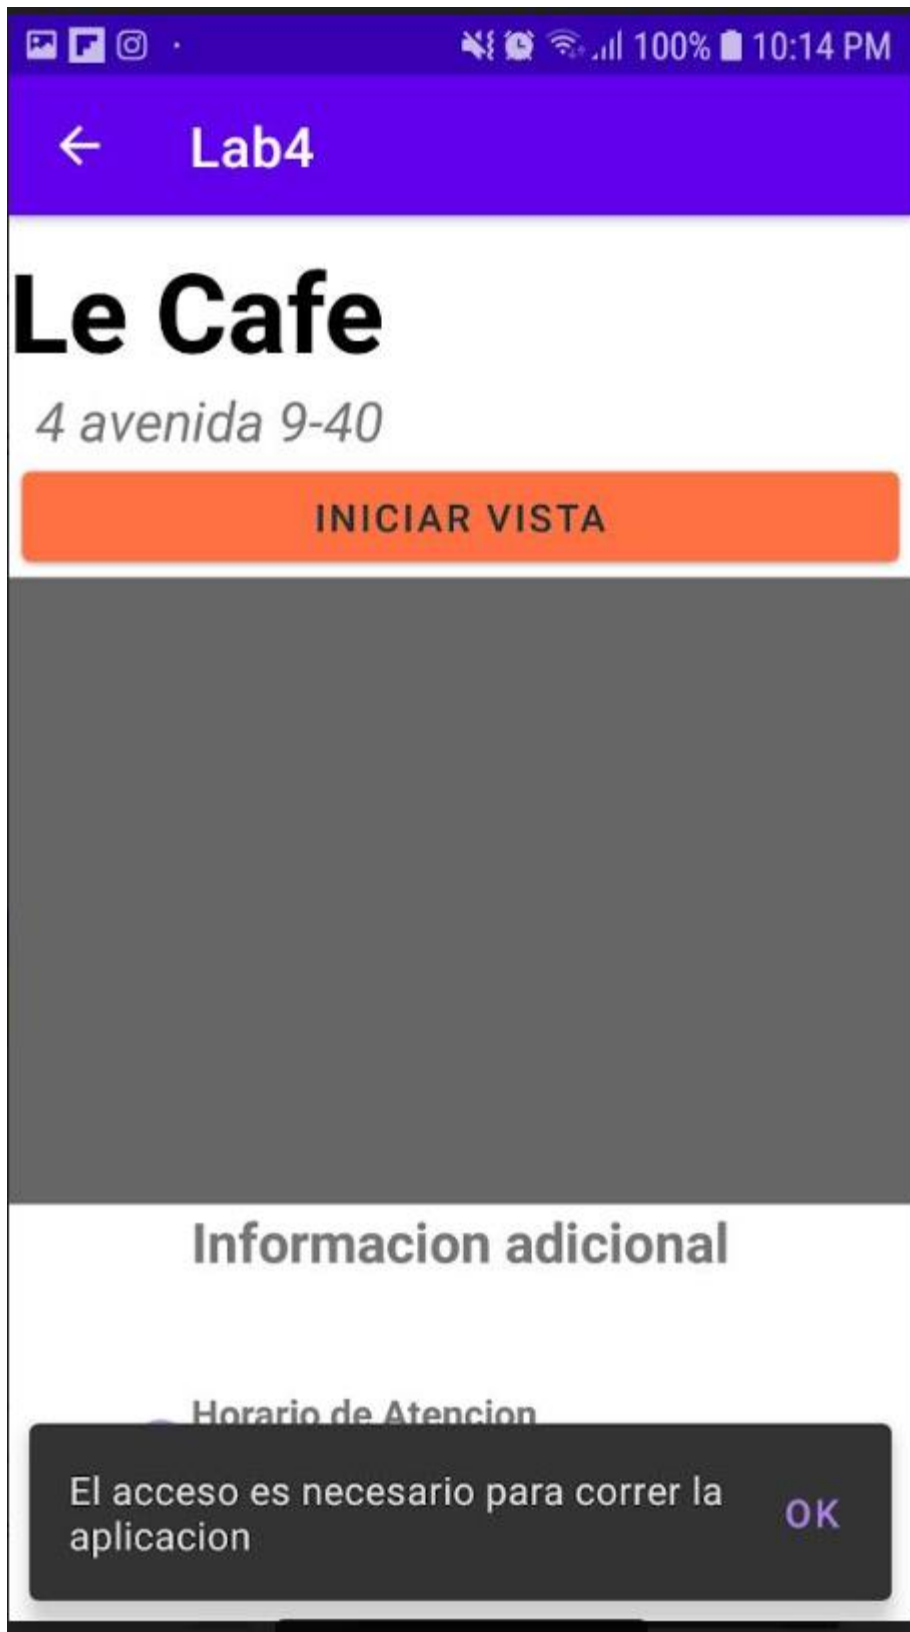 100% 10:14 PM
Lab4
Le Cafe
4 avenida 9-40
INICIAR VISTA
Informacion adicional
Horario de Atencion
El acceso es necesario para correr la
aplicacion
OK